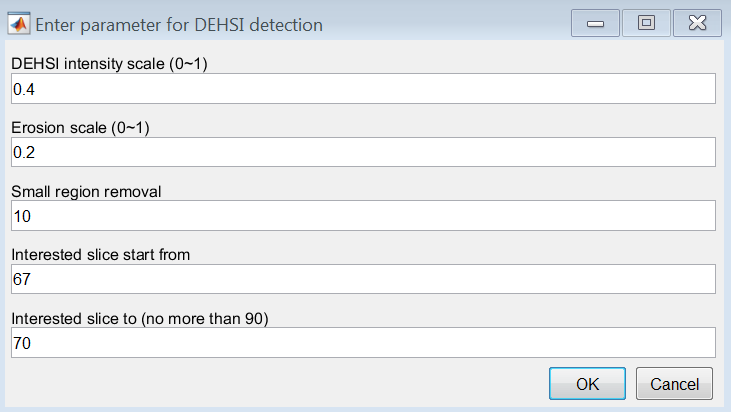 Enter parameter for DEHSI detection
DEHSI intensity scale (0~1)
0.4
Erosion scale (0~1)
0.2
Small region removal
10
Interested slice start from
67
Interested slice to (no more than 90)
70
OK Cancel